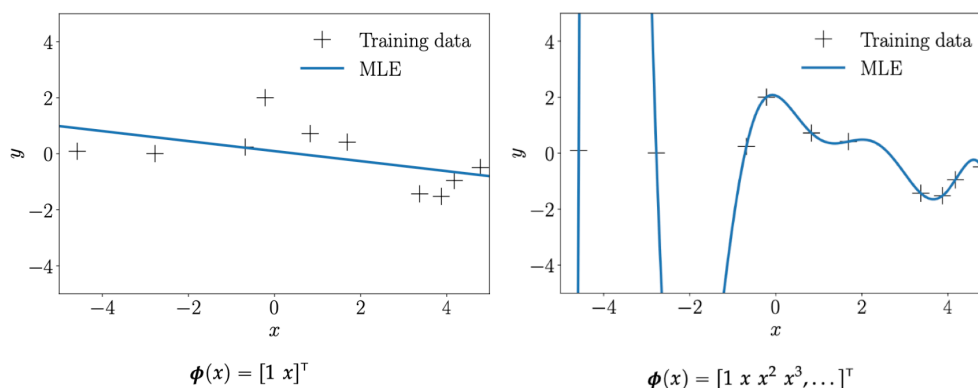 4
2
0
−2
−4
y
Training data
MLE
−4
−2
0
2
4
x
ϕ(x) = [1 x]ᵀ
4
2
0
−2
−4
y
Training data
MLE
−4
−2
0
2
4
x
ϕ(x) = [1 x x² x³, . . . ]ᵀ